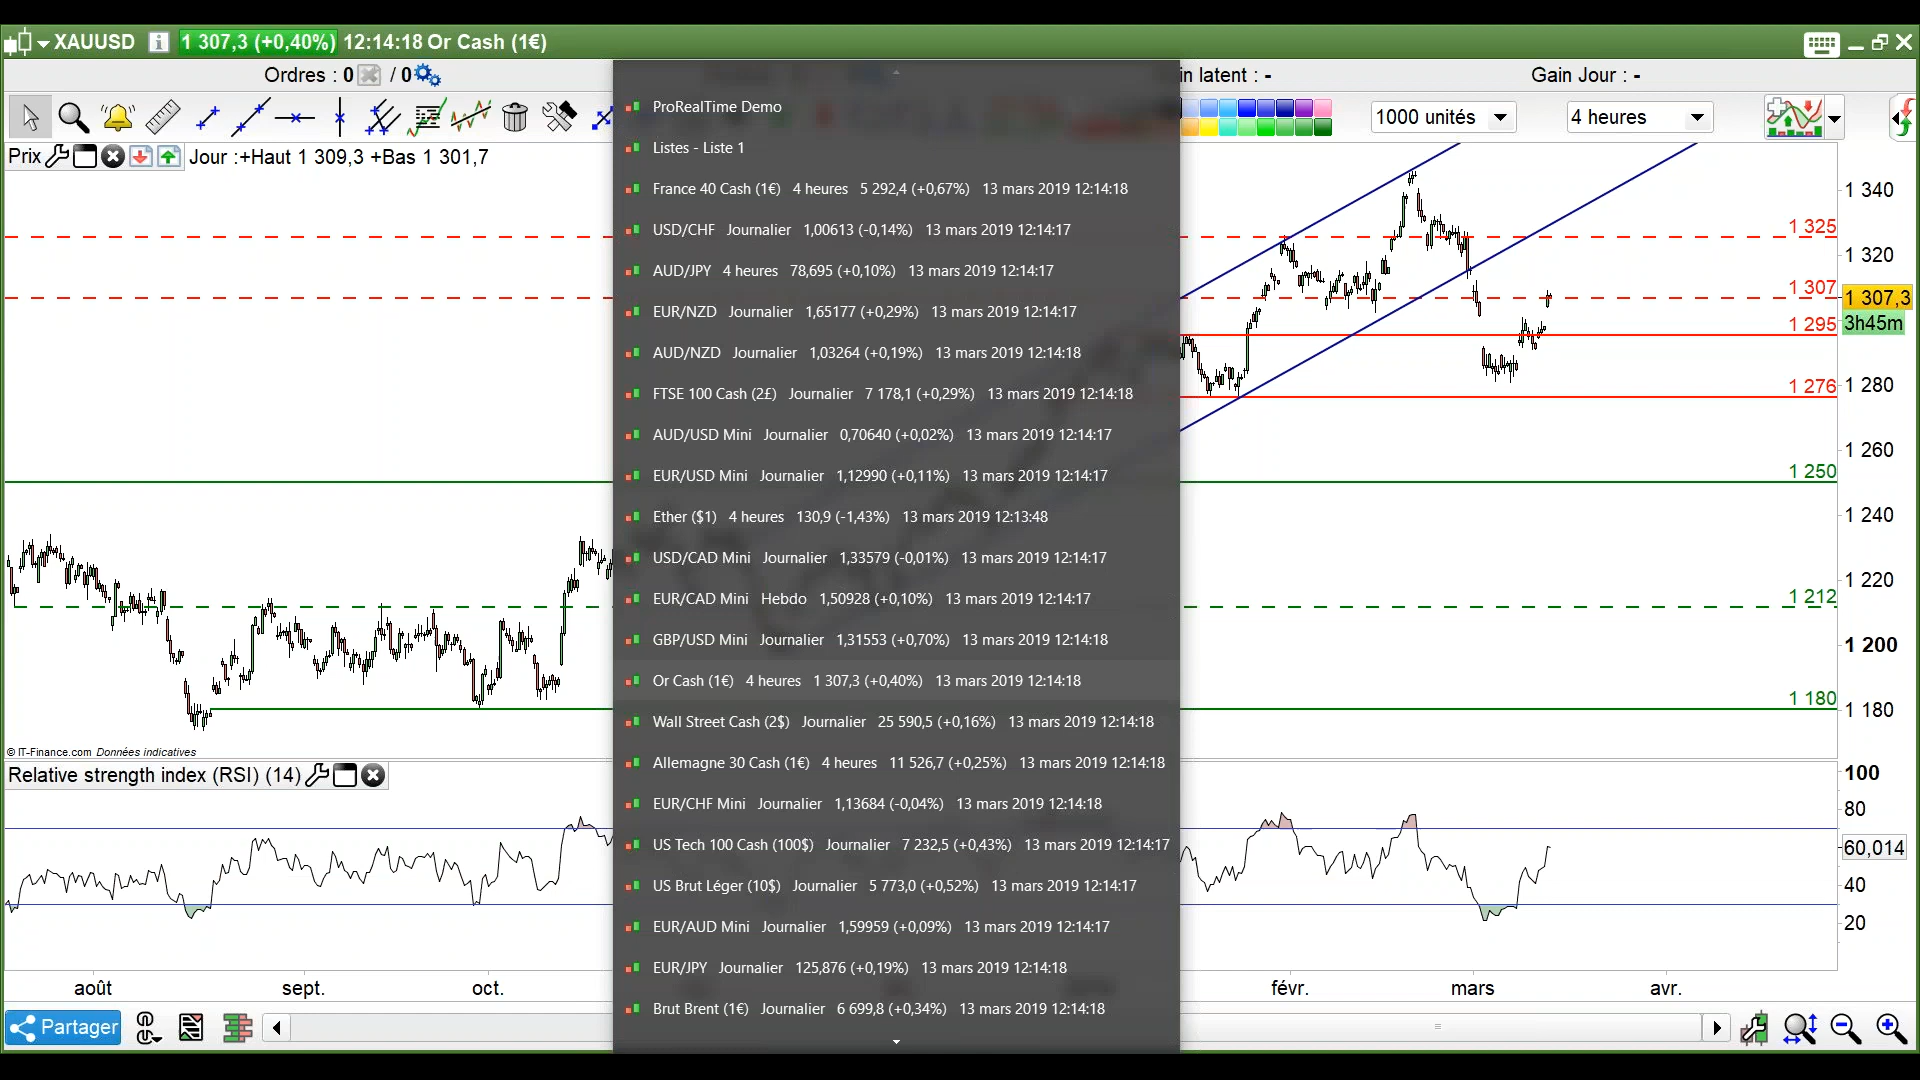 XAUUSD 1 307,3 (+0,40%) 12:14:18 Or Cash (1€)
Ordres : 0 / 0
in latent : -
Gain Jour : -
1000 unités
4 heures
Prix
Jour :+Haut 1 309,3 +Bas 1 301,7
ProRealTime Demo
Listes - Liste 1
France 40 Cash (1€) 4 heures 5 292,4 (+0,67%) 13 mars 2019 12:14:18
USD/CHF Journalier 1,00613 (-0,14%) 13 mars 2019 12:14:17
AUD/JPY 4 heures 78,695 (+0,10%) 13 mars 2019 12:14:17
EUR/NZD Journalier 1,65177 (+0,29%) 13 mars 2019 12:14:17
AUD/NZD Journalier 1,03264 (+0,19%) 13 mars 2019 12:14:18
FTSE 100 Cash (2£) Journalier 7 178,1 (+0,29%) 13 mars 2019 12:14:18
AUD/USD Mini Journalier 0,70640 (+0,02%) 13 mars 2019 12:14:17
EUR/USD Mini Journalier 1,12990 (+0,11%) 13 mars 2019 12:14:17
Ether ($1) 4 heures 130,9 (-1,43%) 13 mars 2019 12:13:48
USD/CAD Mini Journalier 1,33579 (-0,01%) 13 mars 2019 12:14:17
EUR/CAD Mini Hebdo 1,50928 (+0,10%) 13 mars 2019 12:14:17
GBP/USD Mini Journalier 1,31553 (+0,70%) 13 mars 2019 12:14:18
Or Cash (1€) 4 heures 1 307,3 (+0,40%) 13 mars 2019 12:14:18
Wall Street Cash (2$) Journalier 25 590,5 (+0,16%) 13 mars 2019 12:14:18
Allemagne 30 Cash (1€) 4 heures 11 526,7 (+0,25%) 13 mars 2019 12:14:18
EUR/CHF Mini Journalier 1,13684 (-0,04%) 13 mars 2019 12:14:18
US Tech 100 Cash (100$) Journalier 7 232,5 (+0,43%) 13 mars 2019 12:14:17
US Brut Léger (10$) Journalier 5 773,0 (+0,52%) 13 mars 2019 12:14:17
EUR/AUD Mini Journalier 1,59959 (+0,09%) 13 mars 2019 12:14:17
EUR/JPY Journalier 125,876 (+0,19%) 13 mars 2019 12:14:18
Brut Brent (1€) Journalier 6 699,8 (+0,34%) 13 mars 2019 12:14:18
1 325
1 307
1 295
1 276
1 250
1 212
1 180
1 340
1 320
1 307,3
3h45m
1 280
1 260
1 240
1 220
1 200
1 180
© IT-Finance.com Données indicatives
Relative strength index (RSI) (14)
100
80
60,014
40
20
août
sept.
oct.
févr.
mars
avr.
Partager